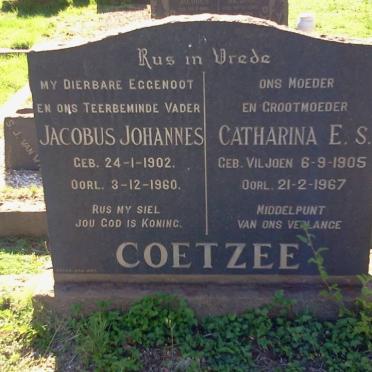 Rus in Vrede
MY DIERBARE EGGENOOT
EN ONS TEERBEMINDE VADER
JACOBUS JOHANNES
GEB. 24-1-1902.
OORL. 3-12-1960.
RUS MY SIEL
JOU GOD IS KONING.
ONS MOEDER
EN GROOTMOEDER
CATHARINA E. S.
GEB. VILJOEN 6-9-1905
OORL. 21-2-1967
MIDDELPUNT
VAN ONS VERLANGE
COETZEE